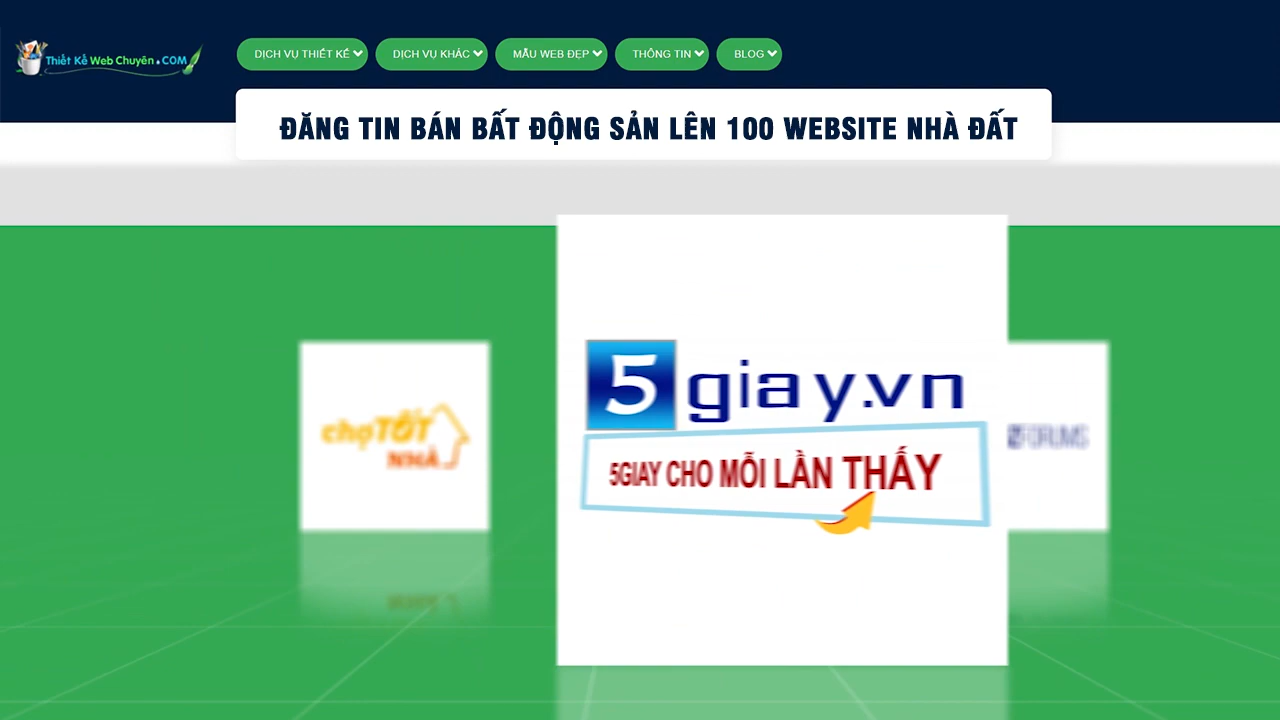 Thiết Kế Web Chuyên.COM
DỊCH VỤ THIẾT KẾ
DỊCH VỤ KHÁC
MẪU WEB ĐẸP
THÔNG TIN
BLOG
ĐĂNG TIN BÁN BẤT ĐỘNG SẢN LÊN 100 WEBSITE NHÀ ĐẤT
chợTỐT
NHÀ
5giay.vn
5GIAY CHO MỖI LẦN THẤY
FORUMS